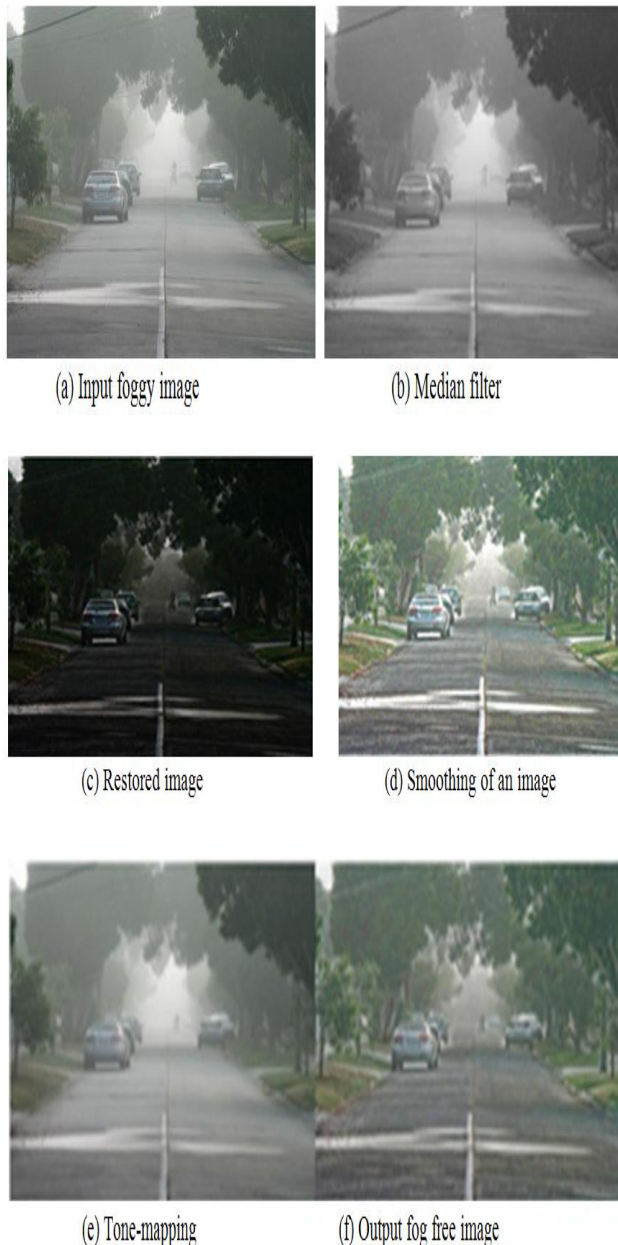 (a) Input foggy image
(b) Median filter
(c) Restored image
(d) Smoothing of an image
(e) Tone-mapping
(f) Output fog free image